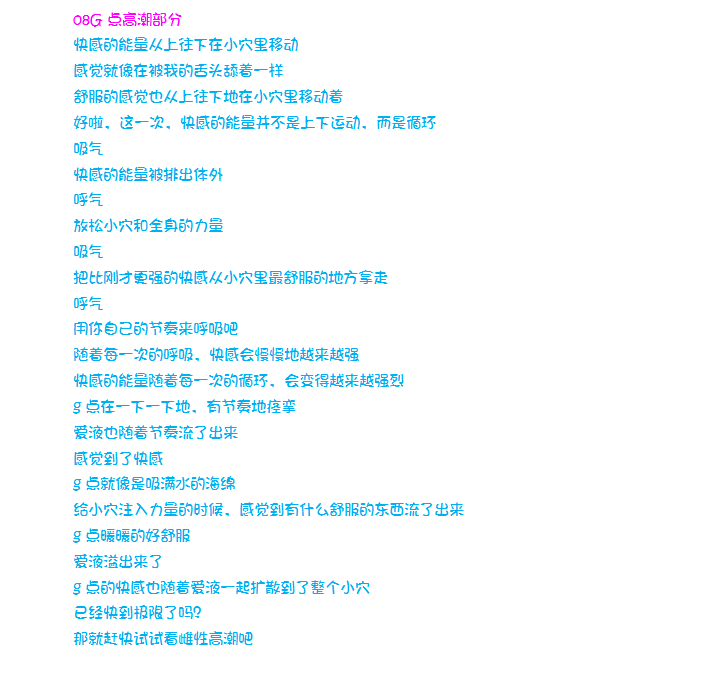 08G 点高潮部分
快感的能量从上往下在小穴里移动
感觉就像在被我的舌头舔着一样
舒服的感觉也从上往下地在小穴里移动着
好啦，这一次，快感的能量并不是上下运动，而是循环
吸气
快感的能量被排出体外
呼气
放松小穴和全身的力量
吸气
把比刚才更强的快感从小穴里最舒服的地方拿走
呼气
用你自己的节奏来呼吸吧
随着每一次的呼吸，快感会慢慢地越来越强
快感的能量随着每一次的循环，会变得越来越强烈
g 点在一下一下地，有节奏地痉挛
爱液也随着节奏流了出来
感觉到了快感
g 点就像是吸满水的海绵
给小穴注入力量的时候，感觉到有什么舒服的东西流了出来
g 点暖暖的好舒服
爱液溢出来了
g 点的快感也随着爱液一起扩散到了整个小穴
已经快到极限了吗?
那就赶快试试看雌性高潮吧